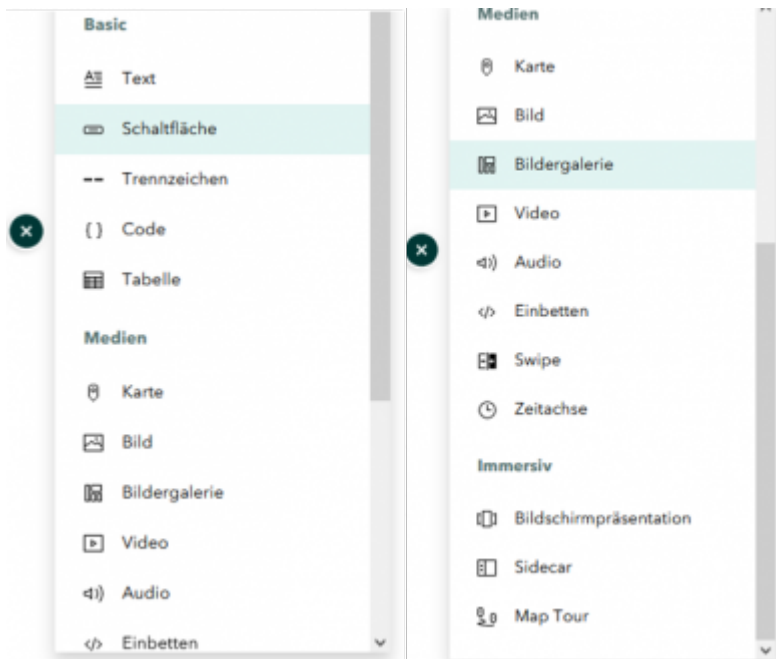 Basic
Text
Schaltfläche
Trennzeichen
{} Code
Tabelle
Medien
Karte
Bild
Bildergalerie
Video
Audio
</> Einbetten
Medien
Karte
Bild
Bildergalerie
Video
Audio
</> Einbetten
Swipe
Zeitachse
Immersiv
Bildschirmpräsentation
Sidecar
Map Tour